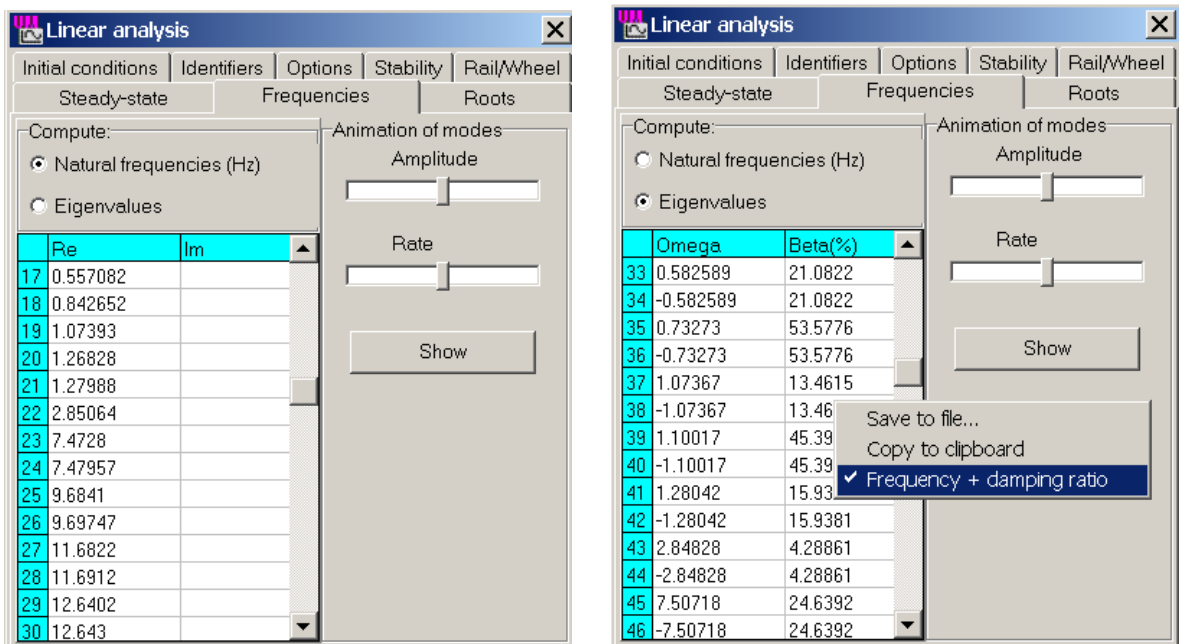 Linear analysis
Initial conditions Identifiers Options Stability Rail/Wheel
Steady-state Frequencies Roots
Compute:
Natural frequencies (Hz)
Eigenvalues
Animation of modes
Amplitude
Rate
Show
Re Im
17 0.557082
18 0.842652
19 1.07393
20 1.26828
21 1.27988
22 2.85064
23 7.4728
24 7.47957
25 9.6841
26 9.69747
27 11.6822
28 11.6912
29 12.6402
30 12.643
Linear analysis
Initial conditions Identifiers Options Stability Rail/Wheel
Steady-state Frequencies Roots
Compute:
Natural frequencies (Hz)
Eigenvalues
Animation of modes
Amplitude
Rate
Show
Omega Beta(%)
33 0.582589 21.0822
34 -0.582589 21.0822
35 0.73273 53.5776
36 -0.73273 53.5776
37 1.07367 13.4615
38 -1.07367 13.46
39 1.10017 45.39
40 -1.10017 45.39
41 1.28042 15.93
42 -1.28042 15.9381
43 2.84828 4.28861
44 -2.84828 4.28861
45 7.50718 24.6392
46 -7.50718 24.6392
Save to file...
Copy to clipboard
Frequency + damping ratio